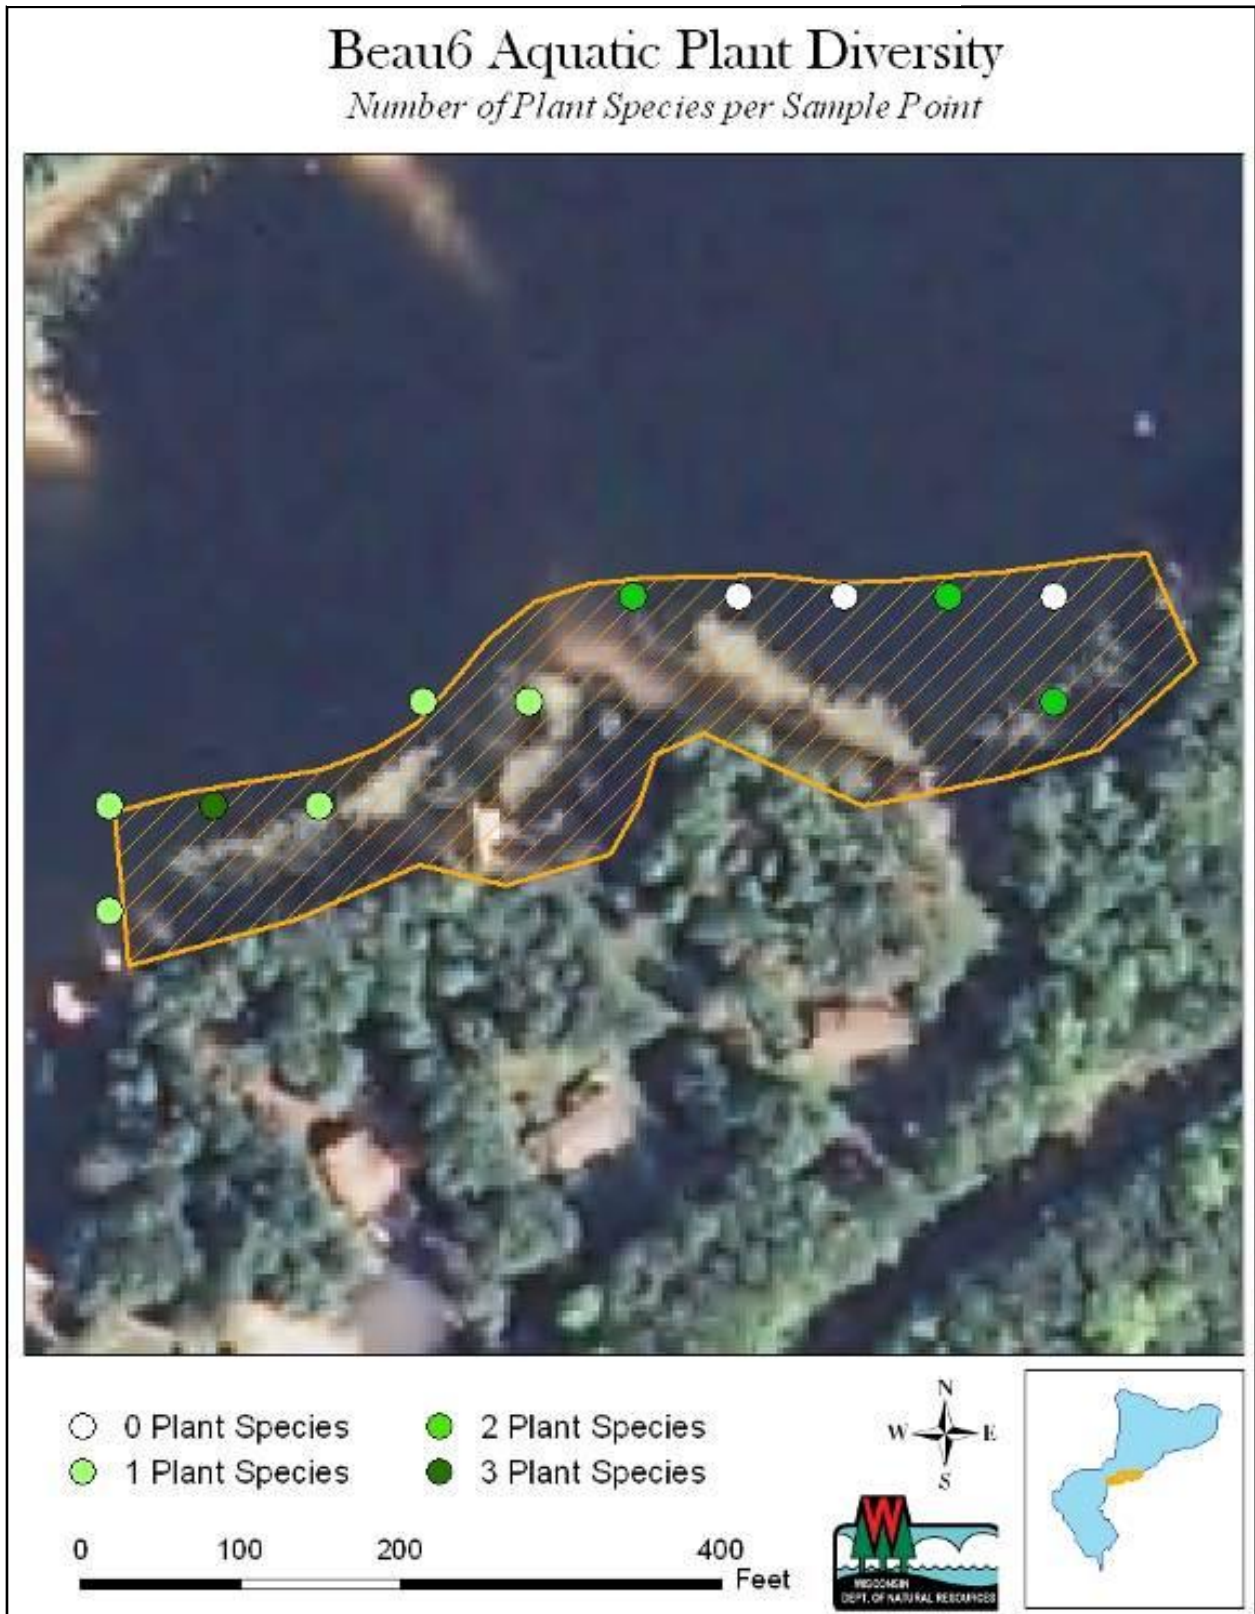 Beau6 Aquatic Plant Diversity
Number of Plant Species per Sample Point
0 Plant Species
2 Plant Species
1 Plant Species
3 Plant Species
N
W E
S
0 100 200 400
Feet
W
WISCONSIN
DEPT. OF NATURAL RESOURCES